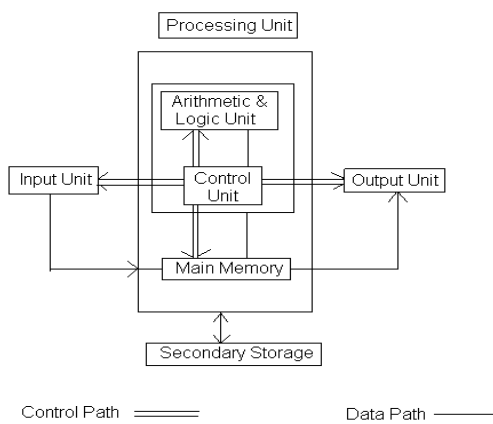 Processing Unit
Arithmetic &
Logic Unit
Input Unit
Control
Unit
Output Unit
Main Memory
Secondary Storage
Control Path
Data Path